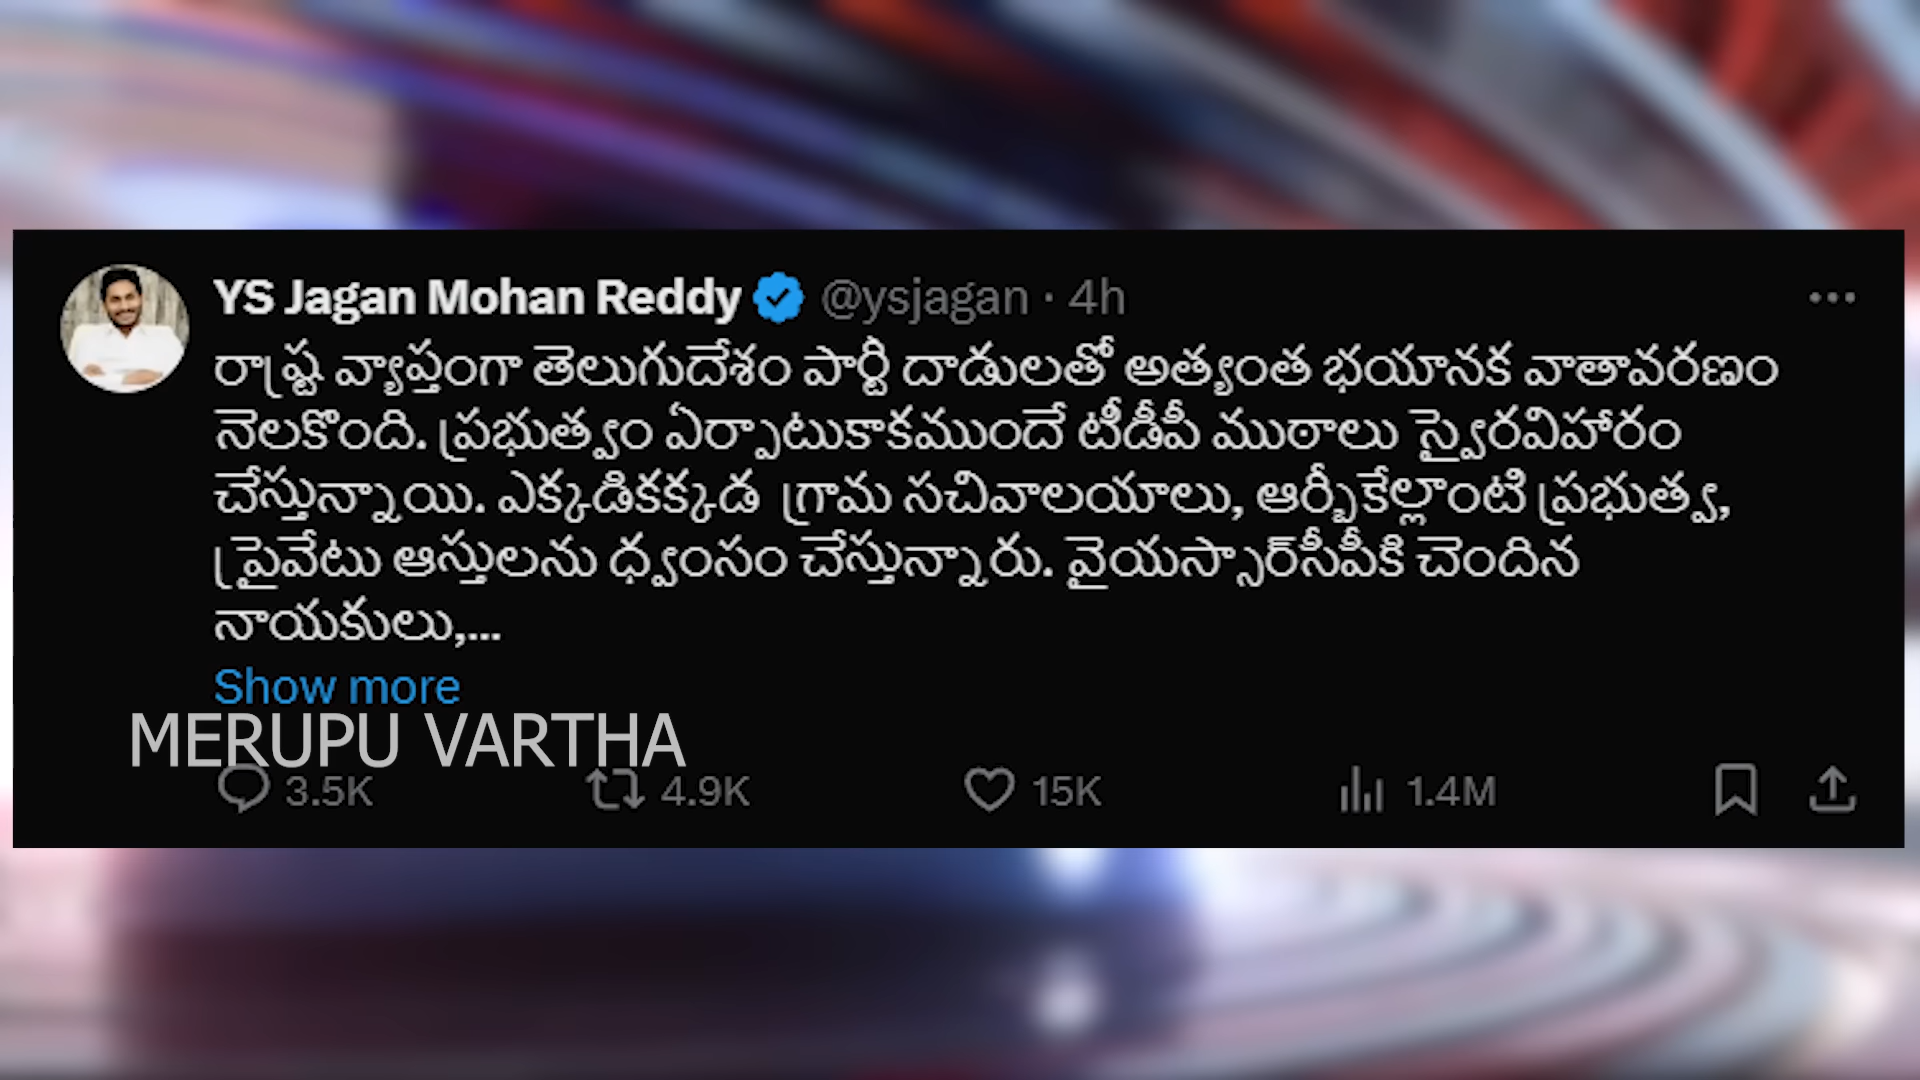 YS Jagan Mohan Reddy @ysjagan · 4h
రాష్ట్ర వ్యాప్తంగా తెలుగుదేశం పార్టీ దాడులతో అత్యంత భయానక వాతావరణం
నెలకొంది. ప్రభుత్వం ఏర్పాటుకాకముందే టీడీపీ ముఠాలు స్వైరవిహారం
చేస్తున్నాయి. ఎక్కడికక్కడ గ్రామ సచివాలయాలు, ఆర్బీకేల్లాంటి ప్రభుత్వ,
ప్రైవేటు ఆస్తులను ధ్వంసం చేస్తున్నారు. వైయస్సార్‌సీపీకి చెందిన
నాయకులు,...
Show more
MERUPU VARTHA
3.5K 4.9K 15K 1.4M